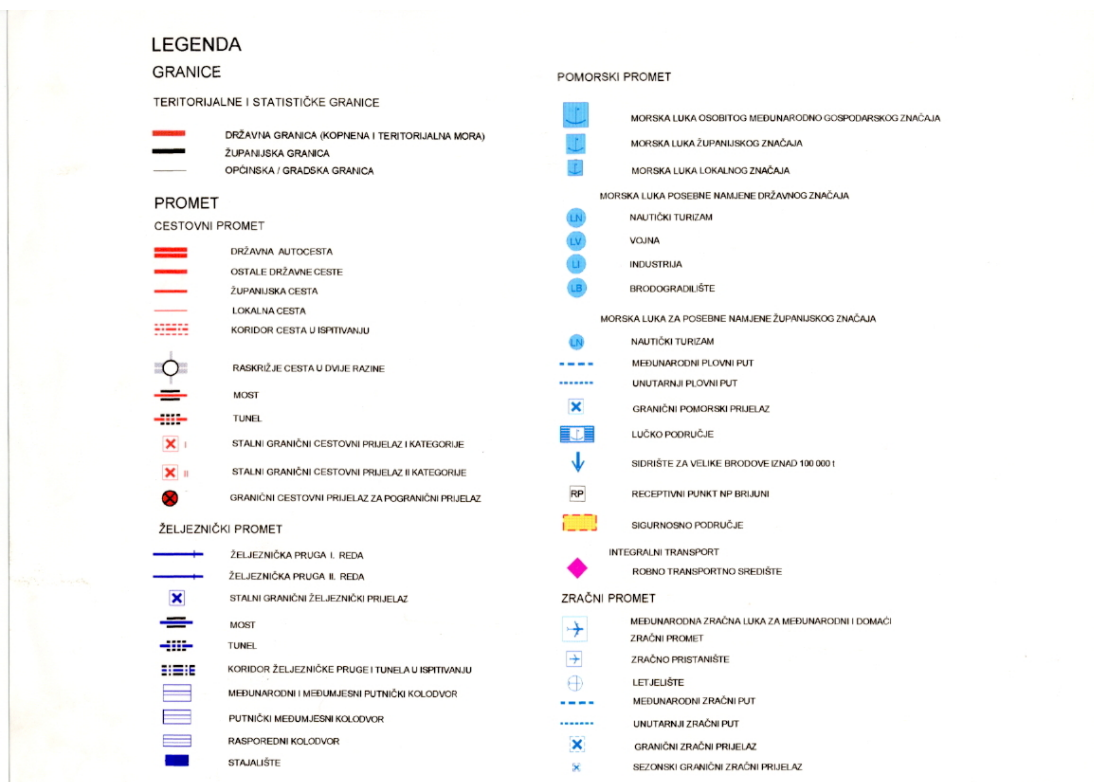 LEGENDA
GRANICE
TERITORIJALNE I STATISTIČKE GRANICE
DRŽAVNA GRANICA (KOPNENA I TERITORIJALNA MORA)
ŽUPANIJSKA GRANICA
OPĆINSKA / GRADSKA GRANICA
PROMET
CESTOVNI PROMET
DRŽAVNA AUTOCESTA
OSTALE DRŽAVNE CESTE
ŽUPANIJSKA CESTA
LOKALNA CESTA
KORIDOR CESTA U ISPITIVANJU
RASKRIŽJE CESTA U DVIJE RAZINE
MOST
TUNEL
I STALNI GRANIČNI CESTOVNI PRIJELAZ I KATEGORIJE
II STALNI GRANIČNI CESTOVNI PRIJELAZ II KATEGORIJE
GRANIČNI CESTOVNI PRIJELAZ ZA POGRANIČNI PRIJELAZ
ŽELJEZNIČKI PROMET
ŽELJEZNIČKA PRUGA I. REDA
ŽELJEZNIČKA PRUGA II. REDA
STALNI GRANIČNI ŽELJEZNIČKI PRIJELAZ
MOST
TUNEL
KORIDOR ŽELJEZNIČKE PRUGE I TUNELA U ISPITIVANJU
MEĐUNARODNI I MEĐUMJESNI PUTNIČKI KOLODVOR
PUTNIČKI MEĐUMJESNI KOLODVOR
RASPOREDNI KOLODVOR
STAJALIŠTE
POMORSKI PROMET
MORSKA LUKA OSOBITOG MEĐUNARODNO GOSPODARSKOG ZNAČAJA
MORSKA LUKA ŽUPANIJSKOG ZNAČAJA
MORSKA LUKA LOKALNOG ZNAČAJA
MORSKA LUKA POSEBNE NAMJENE DRŽAVNOG ZNAČAJA
LN NAUTIČKI TURIZAM
LV VOJNA
LI INDUSTRIJA
LB BRODOGRADILIŠTE
MORSKA LUKA ZA POSEBNE NAMJENE ŽUPANIJSKOG ZNAČAJA
LN NAUTIČKI TURIZAM
MEĐUNARODNI PLOVNI PUT
UNUTARNJI PLOVNI PUT
GRANIČNI POMORSKI PRIJELAZ
LUČKO PODRUČJE
SIDRIŠTE ZA VELIKE BRODOVE IZNAD 100 000 t
RP RECEPTIVNI PUNKT NP BRIJUNI
SIGURNOSNO PODRUČJE
INTEGRALNI TRANSPORT
ROBNO TRANSPORTNO SREDIŠTE
ZRAČNI PROMET
MEĐUNARODNA ZRAČNA LUKA ZA MEĐUNARODNI I DOMAĆI
ZRAČNI PROMET
ZRAČNO PRISTANIŠTE
LETJELIŠTE
MEĐUNARODNI ZRAČNI PUT
UNUTARNJI ZRAČNI PUT
GRANIČNI ZRAČNI PRIJELAZ
SEZONSKI GRANIČNI ZRAČNI PRIJELAZ